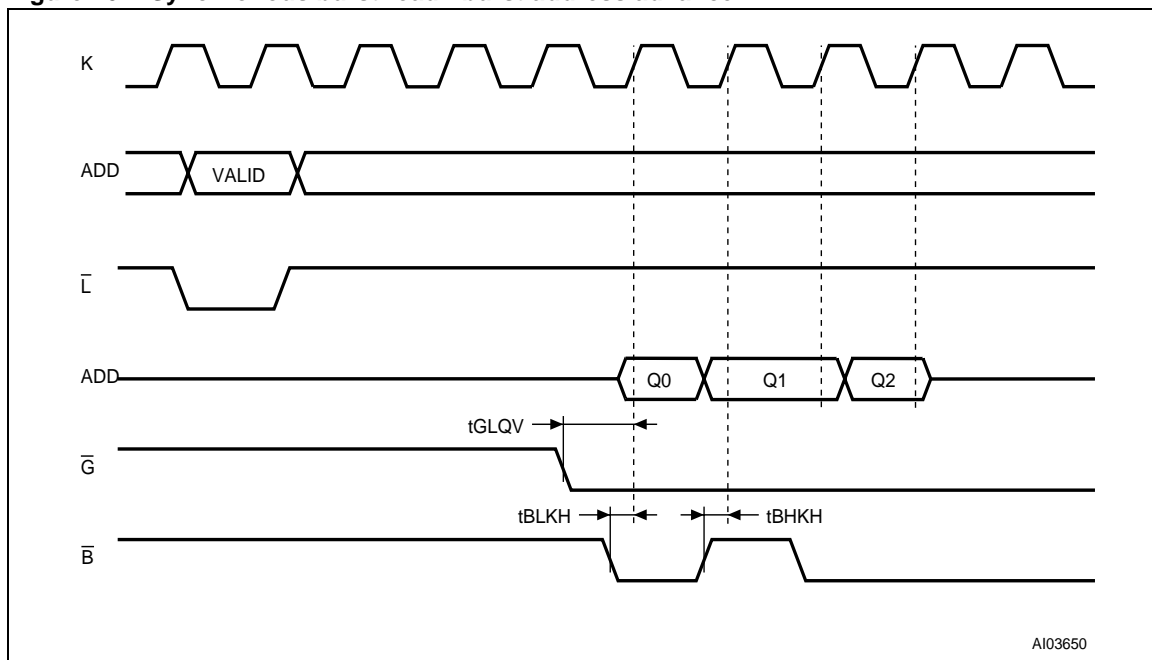 K
ADD
VALID
L̅
ADD
Q0
Q1
Q2
tGLQV
G̅
tBLKH
tBHKH
B̅
AI03650